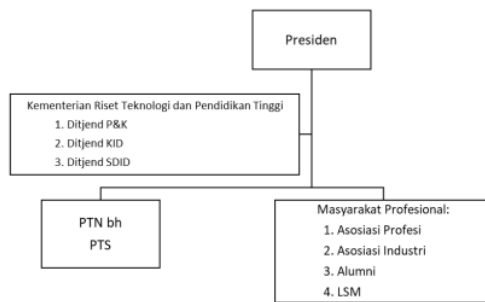 Presiden
Kementerian Riset Teknologi dan Pendidikan Tinggi
1. Ditjend P&K
2. Ditjend KID
3. Ditjend SDID
PTN bh
PTS
Masyarakat Profesional:
1. Asosiasi Profesi
2. Asosiasi Industri
3. Alumni
4. LSM